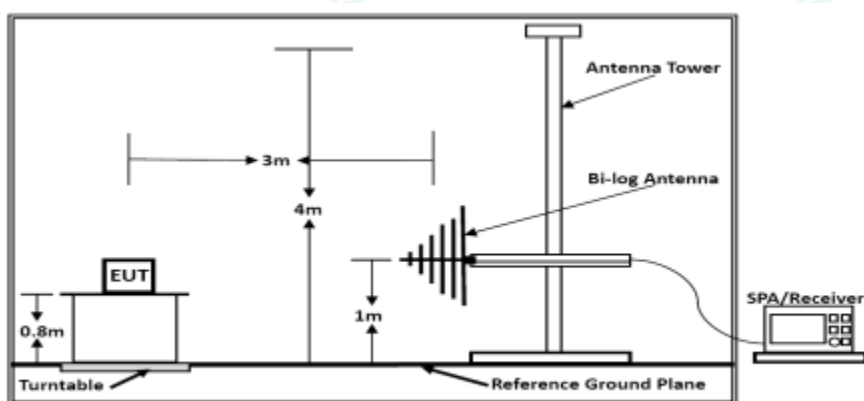 Antenna Tower
3m
Bi-log Antenna
4m
EUT
1m
0.8m
SPA/Receiver
Turntable
Reference Ground Plane